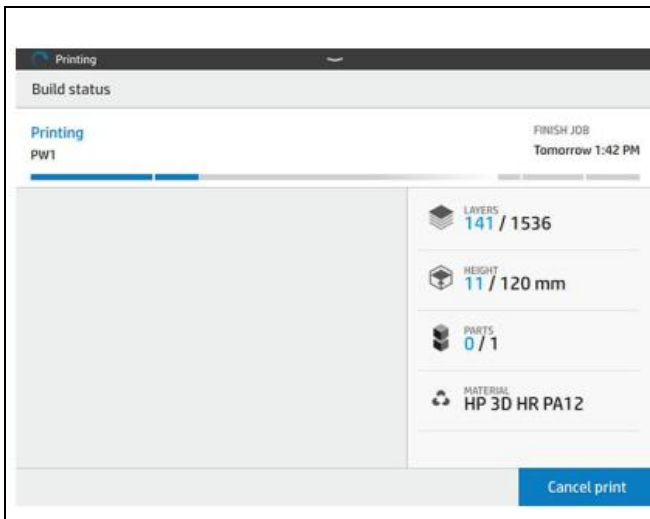 Printing
Build status
Printing
PW1
FINISH JOB
Tomorrow 1:42 PM
LAYERS
141 / 1536
HEIGHT
11 / 120 mm
PARTS
0 / 1
MATERIAL
HP 3D HR PA12
Cancel print